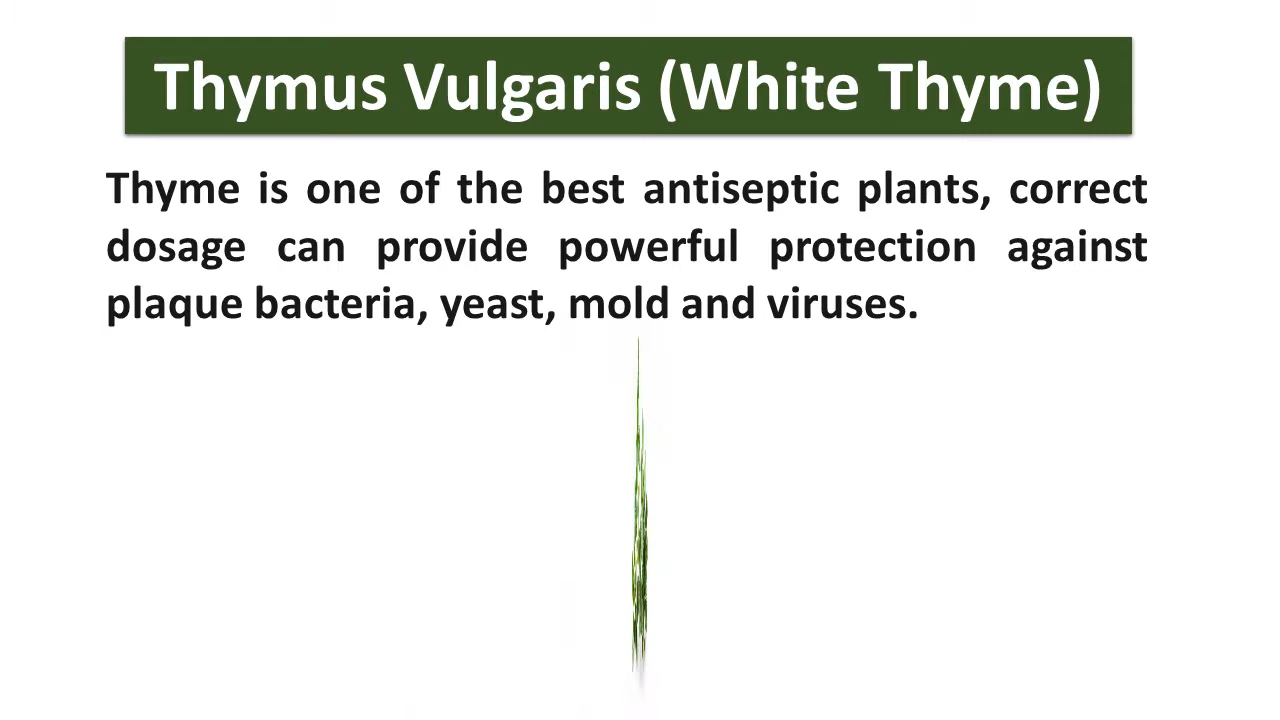 Thymus Vulgaris (White Thyme)
Thyme is one of the best antiseptic plants, correct
dosage can provide powerful protection against
plaque bacteria, yeast, mold and viruses.